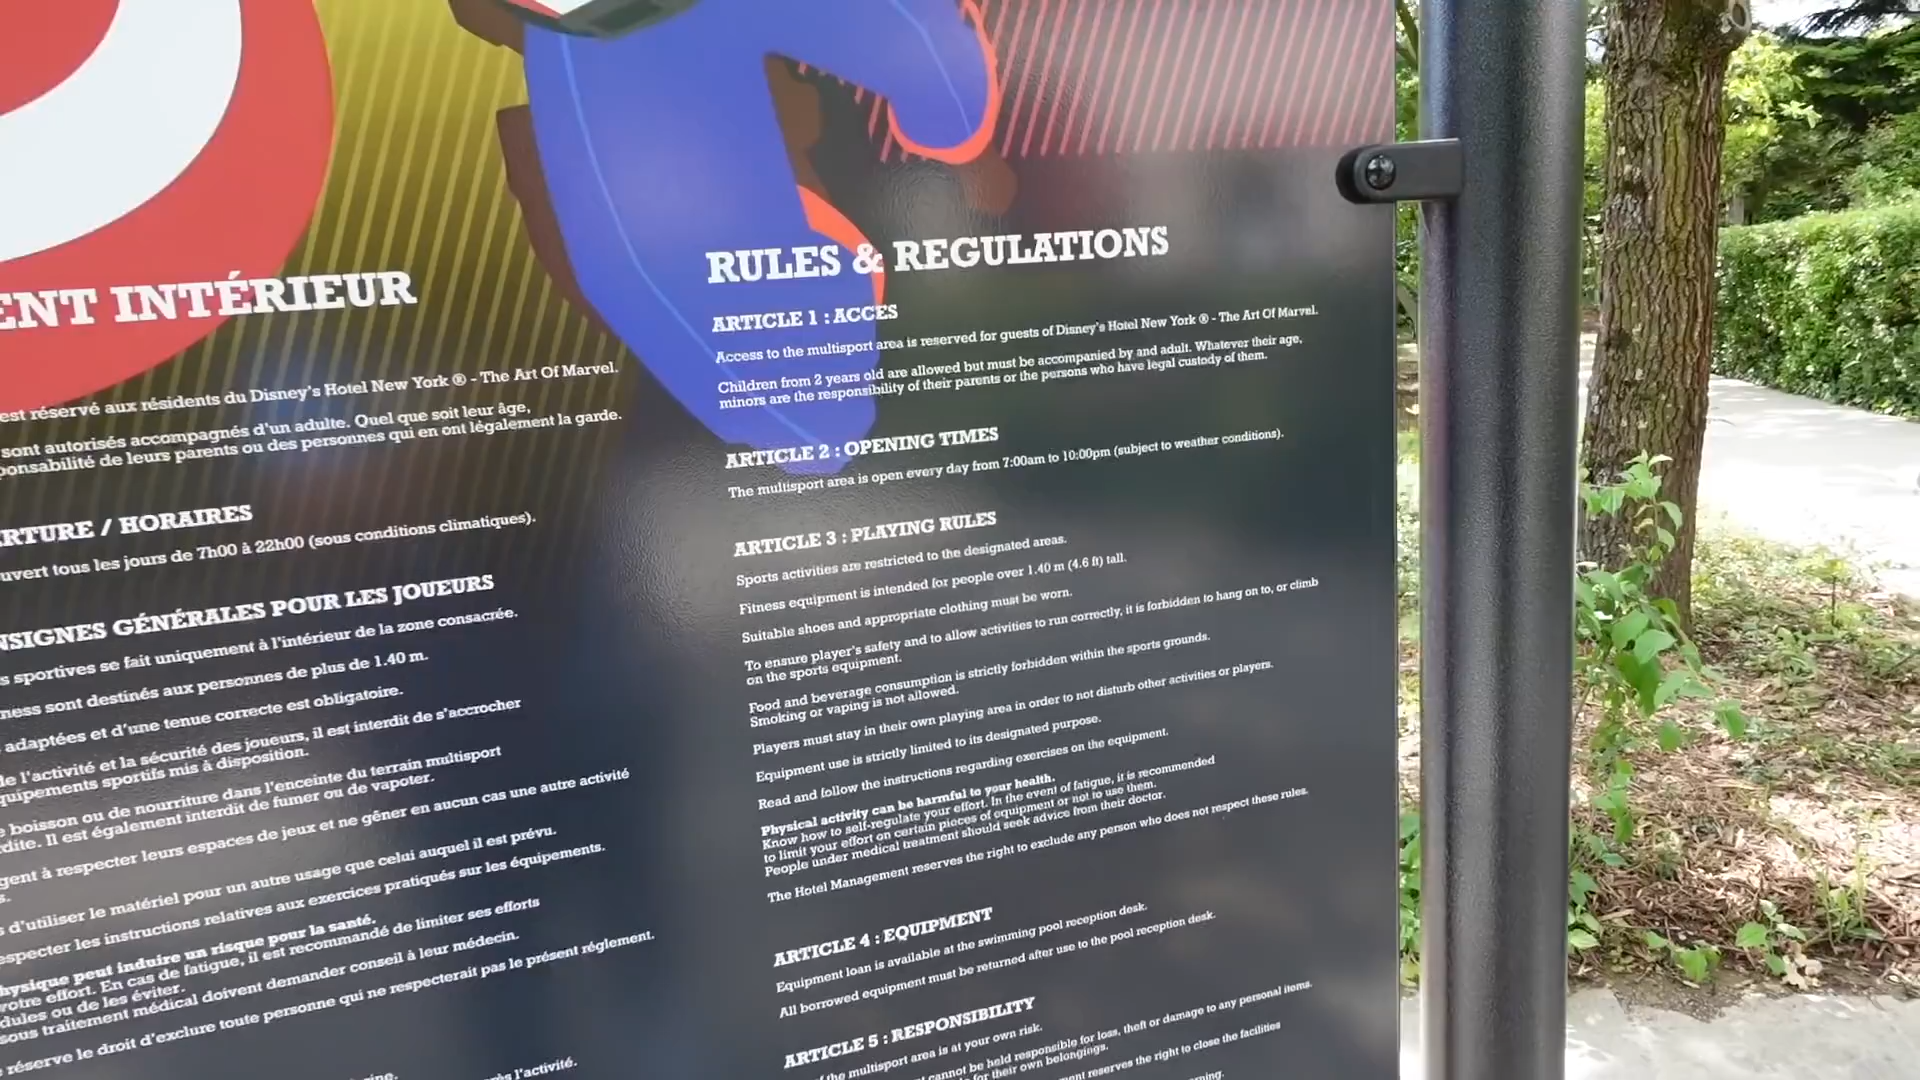 ENT INTÉRIEUR
est réservé aux résidents du Disney's Hotel New York ® - The Art Of Marvel.
sont autorisés accompagnés d'un adulte. Quel que soit leur âge,
ponsabilité de leurs parents ou des personnes qui en ont légalement la garde.
RTURE / HORAIRES
uvert tous les jours de 7h00 à 22h00 (sous conditions climatiques).
NSIGNES GÉNÉRALES POUR LES JOUEURS
s sportives se fait uniquement à l'intérieur de la zone consacrée.
ness sont destinés aux personnes de plus de 1.40 m.
adaptées et d'une tenue correcte est obligatoire.
de l'activité et la sécurité des joueurs, il est interdit de s'accrocher
quipements sportifs mis à disposition.
e boisson ou de nourriture dans l'enceinte du terrain multisport
rdite. Il est également interdit de fumer ou de vapoter.
gent à respecter leurs espaces de jeux et ne gêner en aucun cas une autre activité
s.
s d'utiliser le matériel pour un autre usage que celui auquel il est prévu.
especter les instructions relatives aux exercices pratiqués sur les équipements.
hysique peut induire un risque pour la santé.
votre effort. En cas de fatigue, il est recommandé de limiter ses efforts
dules ou de les éviter.
sous traitement médical doivent demander conseil à leur médecin.
réserve le droit d'exclure toute personne qui ne respecterait pas le présent règlement.
cine.
rès l'activité.
RULES & REGULATIONS
ARTICLE 1 : ACCES
Access to the multisport area is reserved for guests of Disney's Hotel New York ® - The Art Of Marvel.
Children from 2 years old are allowed but must be accompanied by and adult. Whatever their age,
minors are the responsibility of their parents or the persons who have legal custody of them.
ARTICLE 2 : OPENING TIMES
The multisport area is open every day from 7:00am to 10:00pm (subject to weather conditions).
ARTICLE 3 : PLAYING RULES
Sports activities are restricted to the designated areas.
Fitness equipment is intended for people over 1.40 m (4.6 ft) tall.
Suitable shoes and appropriate clothing must be worn.
To ensure player's safety and to allow activities to run correctly, it is forbidden to hang on to, or climb
on the sports equipment.
Food and beverage consumption is strictly forbidden within the sports grounds.
Smoking or vaping is not allowed.
Players must stay in their own playing area in order to not disturb other activities or players.
Equipment use is strictly limited to its designated purpose.
Read and follow the instructions regarding exercises on the equipment.
Physical activity can be harmful to your health.
Know how to self-regulate your effort. In the event of fatigue, it is recommended
to limit your effort on certain pieces of equipment or not to use them.
People under medical treatment should seek advice from their doctor.
The Hotel Management reserves the right to exclude any person who does not respect these rules.
ARTICLE 4 : EQUIPMENT
Equipment loan is available at the swimming pool reception desk.
All borrowed equipment must be returned after use to the pool reception desk.
ARTICLE 5 : RESPONSIBILITY
of the multisport area is at your own risk.
cannot be held responsible for loss, theft or damage to any personal items.
for their own belongings.
ment reserves the right to close the facilities